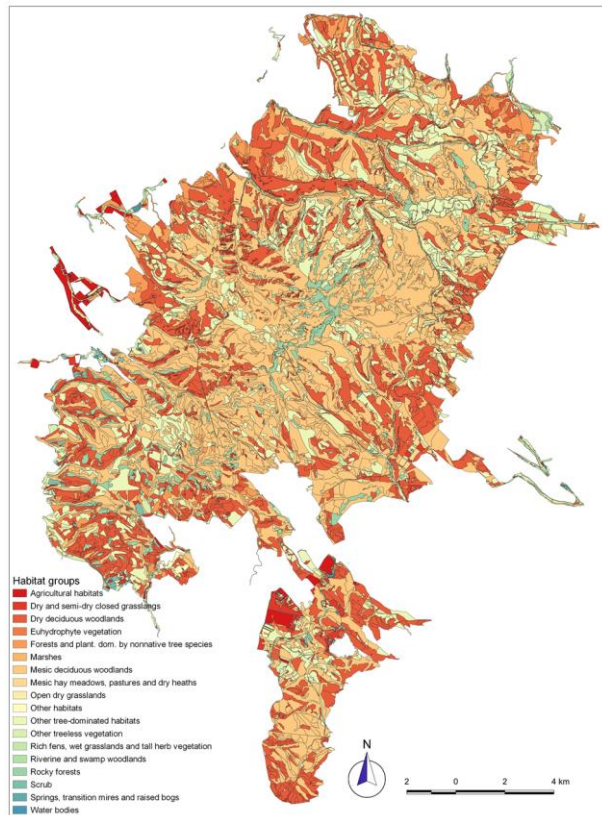 Habitat groups
Agricultural habitats
Dry and semi-dry closed grasslangs
Dry deciduous woodlands
Euhydrophyte vegetation
Forests and plant. dom. by nonnative tree species
Marshes
Mesic deciduous woodlands
Mesic hay meadows, pastures and dry heaths
Open dry grasslands
Other habitats
Other tree-dominated habitats
Other treeless vegetation
Rich fens, wet grasslands and tall herb vegetation
Riverine and swamp woodlands
Rocky forests
Scrub
Springs, transition mires and raised bogs
Water bodies
N
2 0 2 4 km